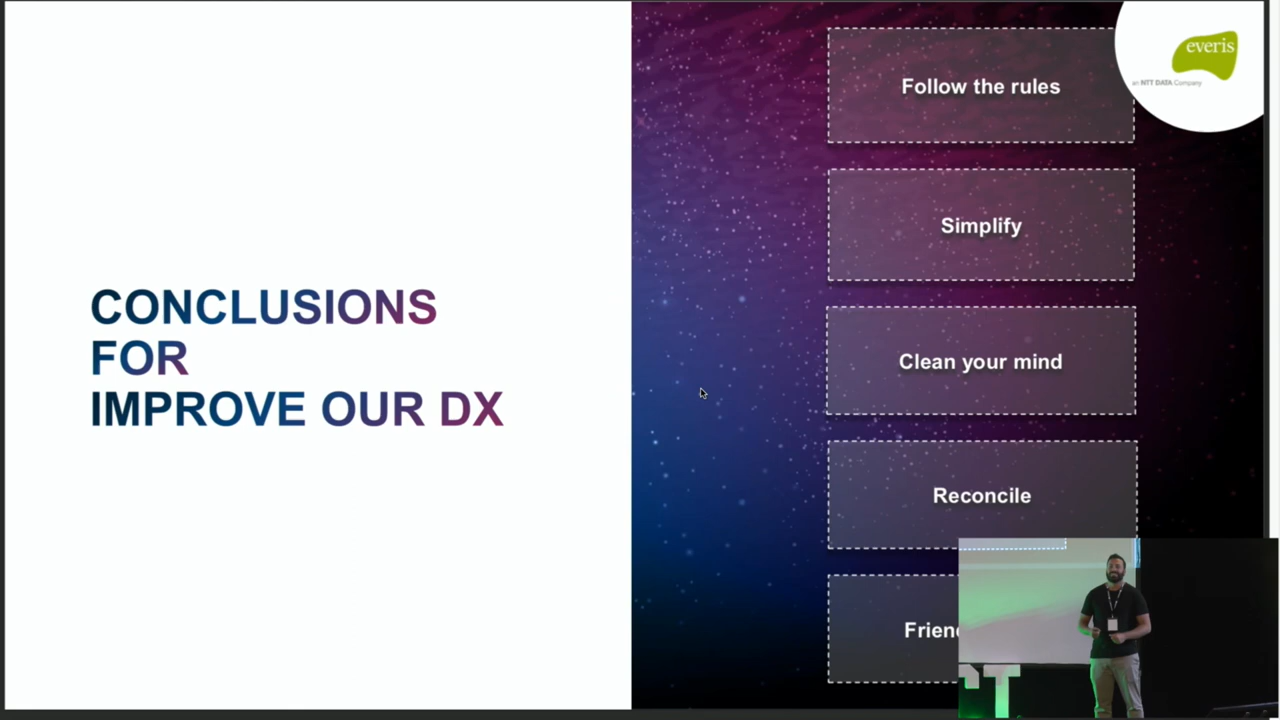 CONCLUSIONS
FOR
IMPROVE OUR DX
everis
an NTT DATA Company
Follow the rules
Simplify
Clean your mind
Reconcile